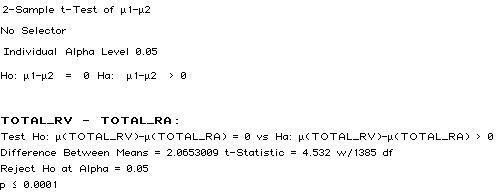 2-Sample t-Test of µ1-µ2
No Selector
Individual Alpha Level 0.05
Ho: µ1-µ2 = 0 Ha: µ1-µ2 > 0
TOTAL_RV - TOTAL_RA:
Test Ho: µ(TOTAL_RV)-µ(TOTAL_RA) = 0 vs Ha: µ(TOTAL_RV)-µ(TOTAL_RA) > 0
Difference Between Means = 2.0653009 t-Statistic = 4.532 w/1385 df
Reject Ho at Alpha = 0.05
p ≤ 0.0001